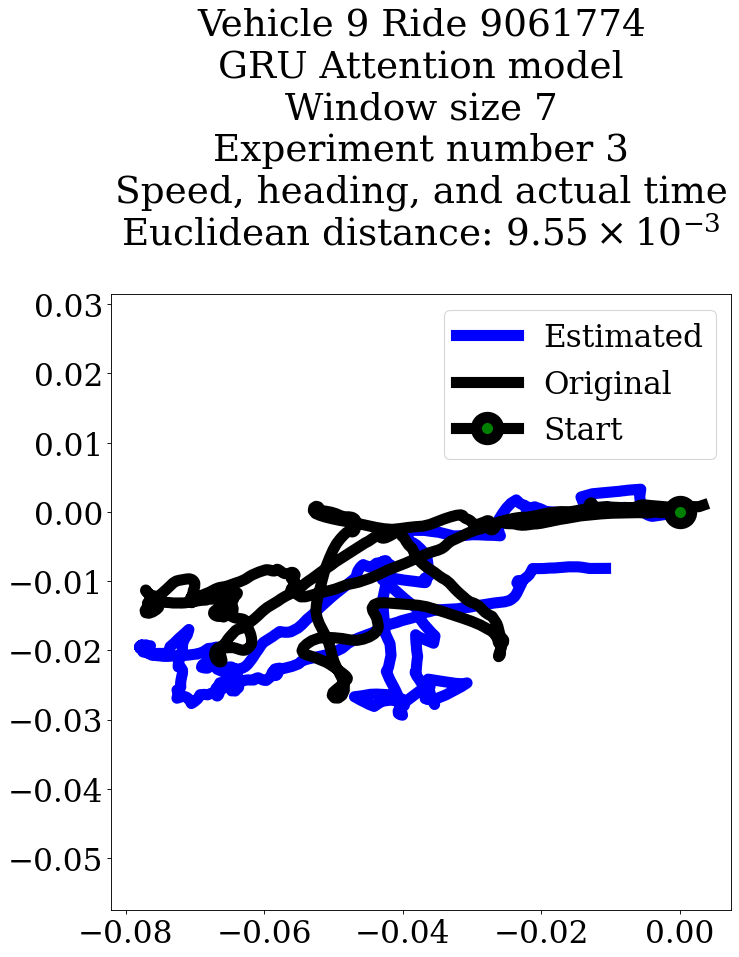 Vehicle 9 Ride 9061774
GRU Attention model
Window size 7
Experiment number 3
Speed, heading, and actual time
Euclidean distance: 9.55 × 10⁻³
Estimated
Original
Start
0.03
0.02
0.01
0.00
−0.01
−0.02
−0.03
−0.04
−0.05
−0.08 −0.06 −0.04 −0.02 0.00